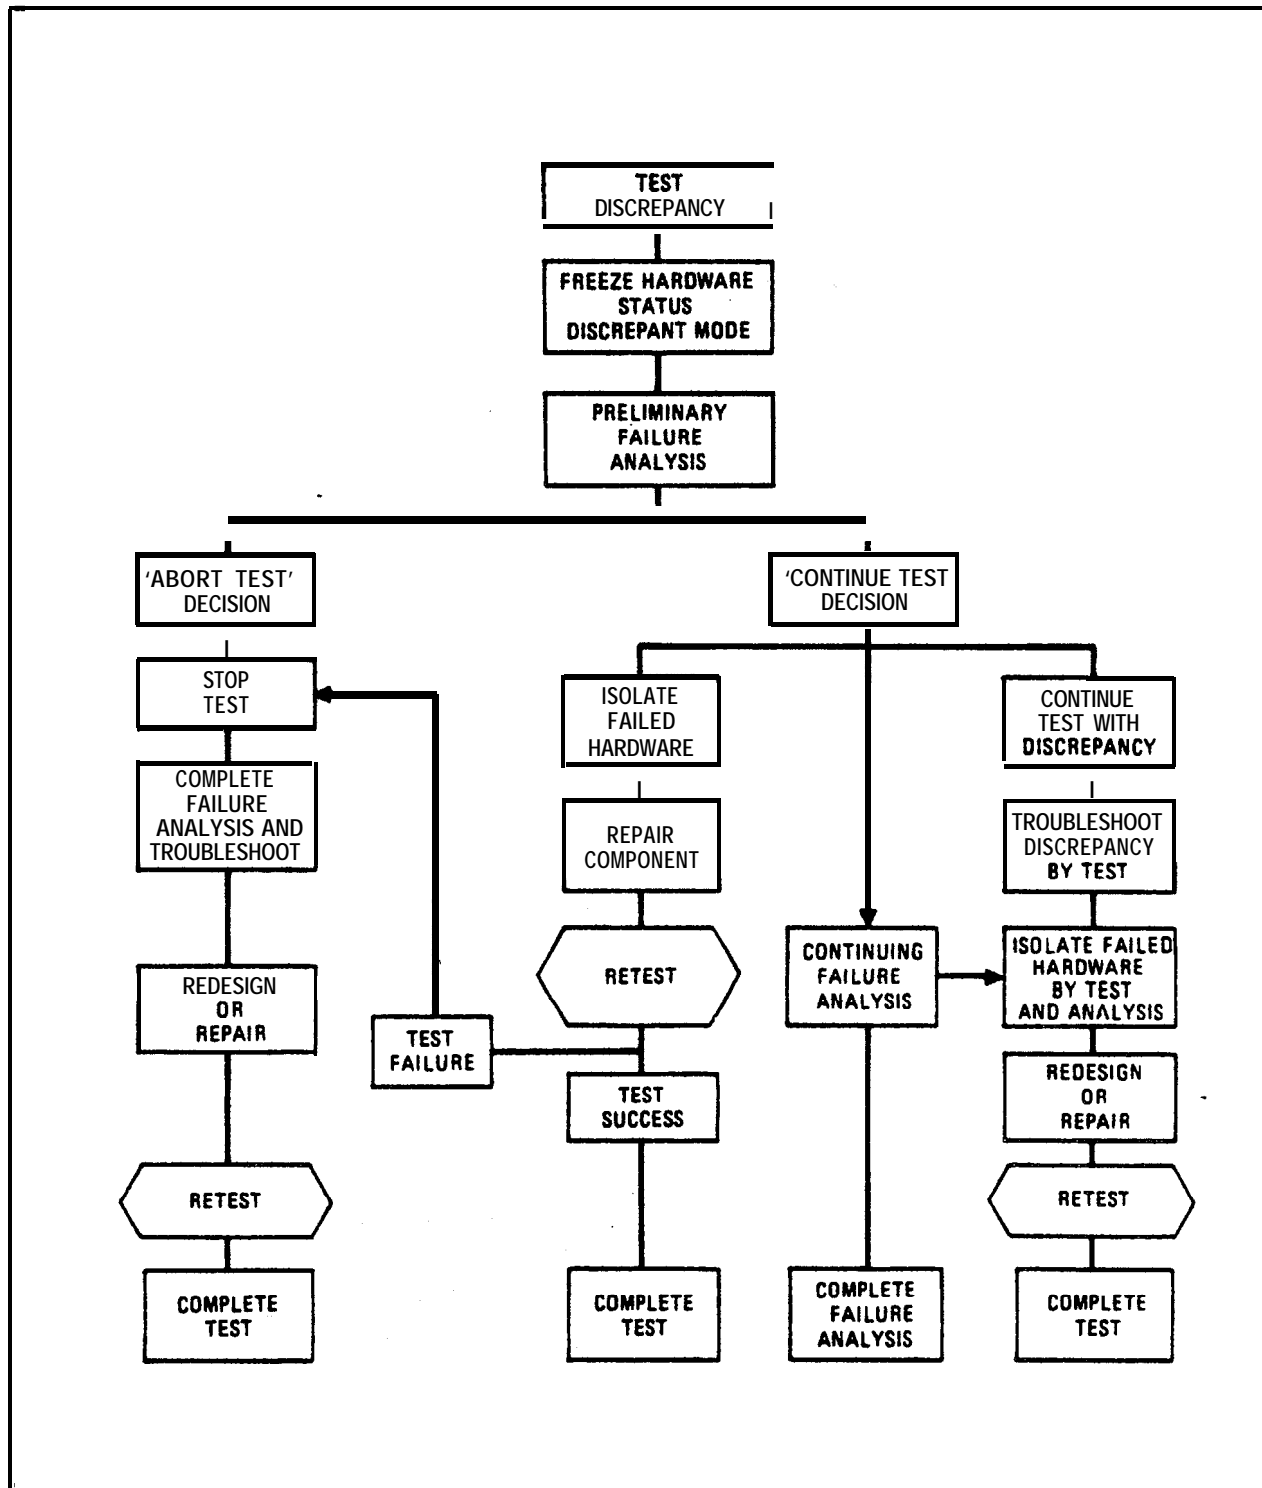 TEST
DISCREPANCY
FREEZE HARDWARE
STATUS
DISCREPANT MODE
PRELIMINARY
FAILURE
ANALYSIS
'ABORT TEST'
DECISION
'CONTINUE TEST
DECISION
STOP
TEST
ISOLATE
FAILED
HARDWARE
CONTINUE
TEST WITH
DISCREPANCY
COMPLETE
FAILURE
ANALYSIS AND
TROUBLESHOOT
REPAIR
COMPONENT
TROUBLESHOOT
DISCREPANCY
BY TEST
RETEST
CONTINUING
FAILURE
ANALYSIS
ISOLATE FAILED
HARDWARE
BY TEST
AND ANALYSIS
REDESIGN
OR
REPAIR
TEST
FAILURE
TEST
SUCCESS
REDESIGN
OR
REPAIR
RETEST
RETEST
COMPLETE
TEST
COMPLETE
TEST
COMPLETE
FAILURE
ANALYSIS
COMPLETE
TEST